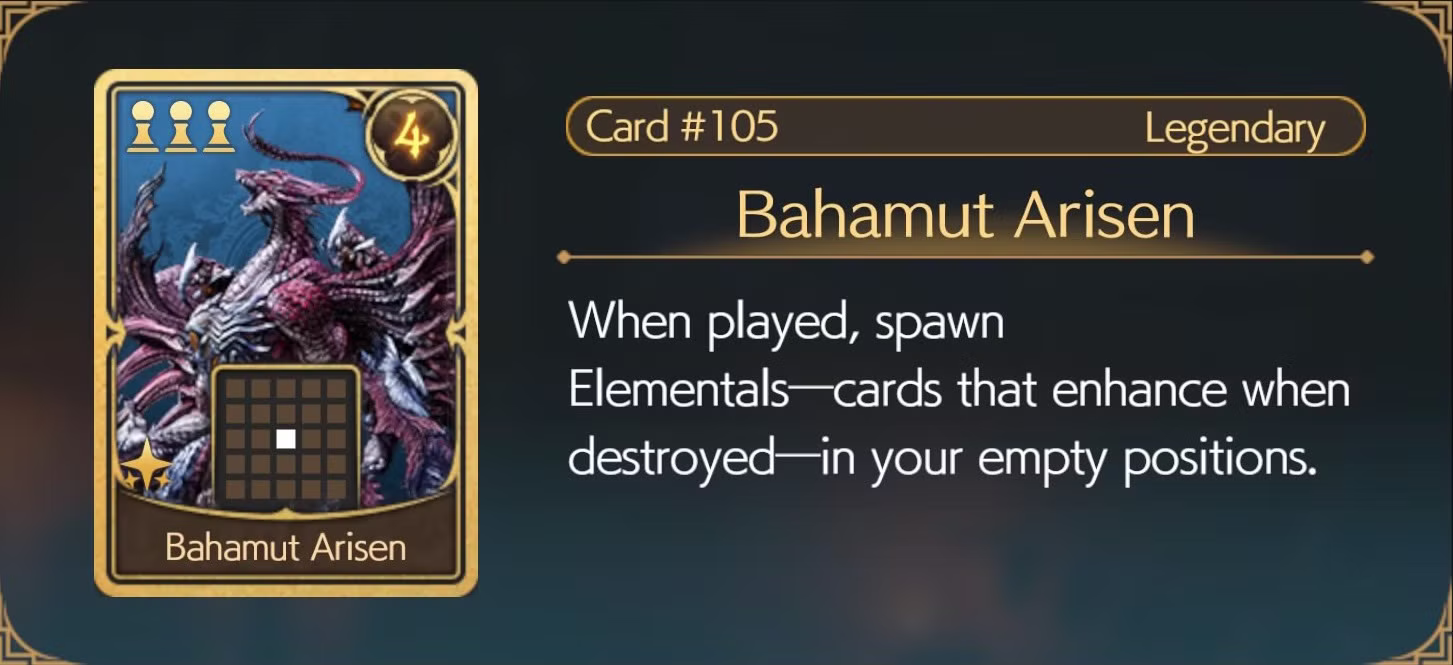 4
Bahamut Arisen
Card #105 Legendary
Bahamut Arisen
When played, spawn
Elementals—cards that enhance when
destroyed—in your empty positions.